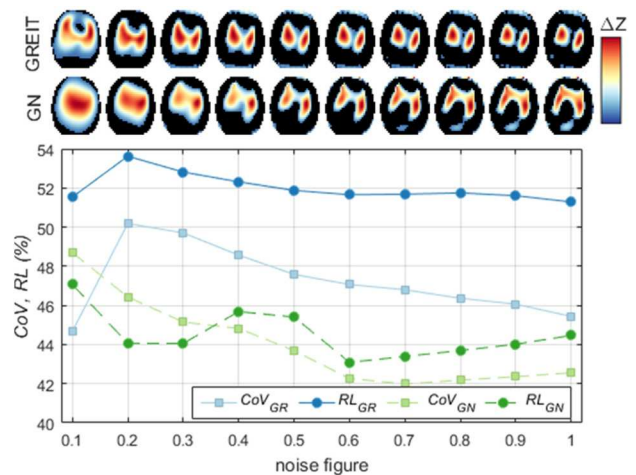 GREIT
ΔZ
GN
CoV, RL (%)
54
52
50
48
46
44
42
40
CoV_GR RL_GR CoV_GN RL_GN
0.1 0.2 0.3 0.4 0.5 0.6 0.7 0.8 0.9 1
noise figure